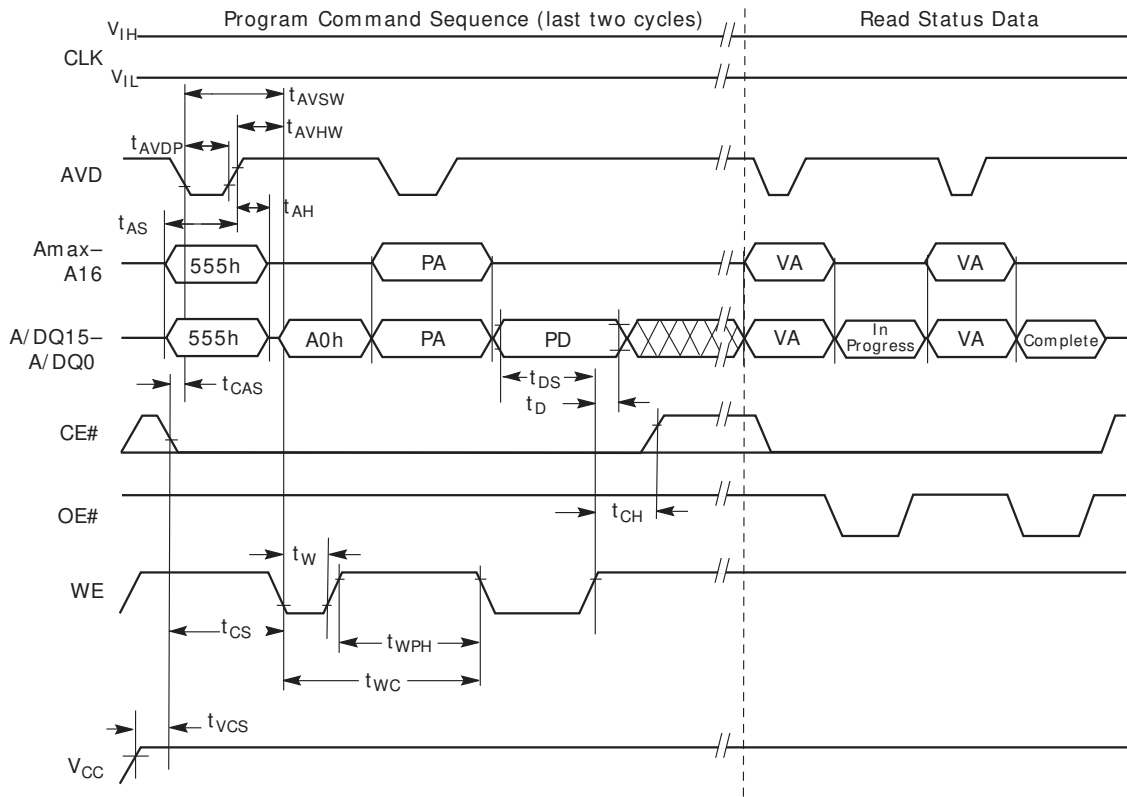 Program Command Sequence (last two cycles)
Read Status Data
VIH
CLK
VIL
tAVSW
tAVHW
tAVDP
AVD
tAH
tAS
Amax–
A16
555h
PA
VA
VA
A/DQ15–
A/DQ0
555h
A0h
PA
PD
VA
In
Progress
VA
Complete
tCAS
tDS
tD
CE#
OE#
tCH
tW
WE
tCS
tWPH
tWC
tVCS
VCC